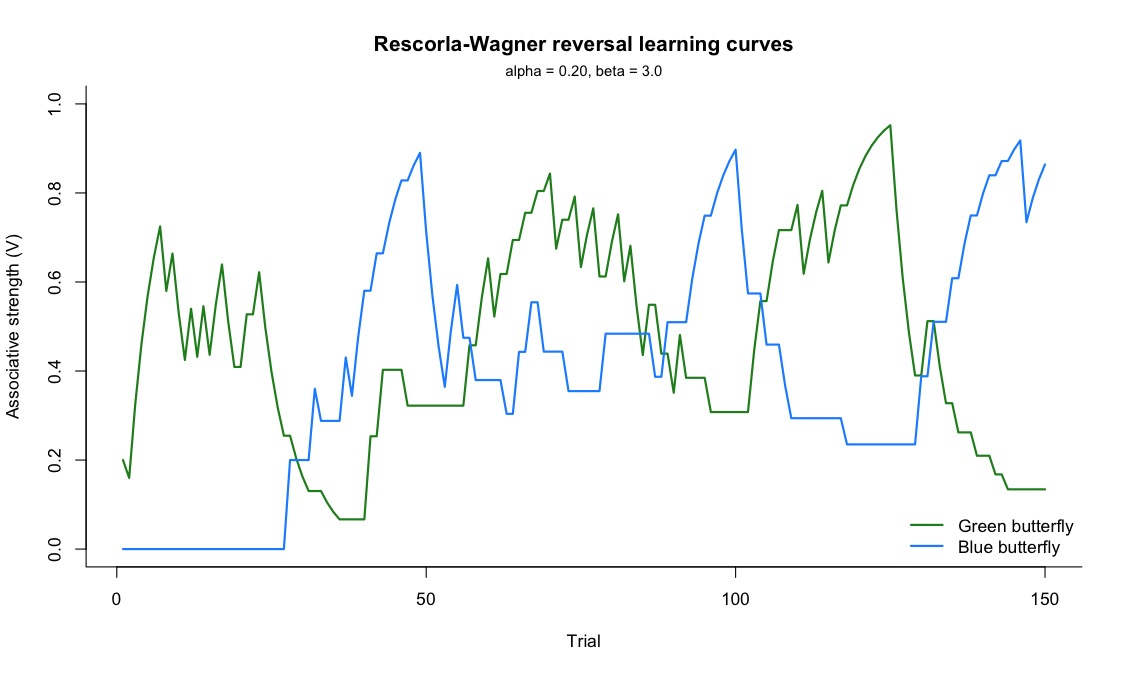 Rescorla-Wagner reversal learning curves
alpha = 0.20, beta = 3.0
Associative strength (V)
1.0
0.8
0.6
0.4
0.2
0.0
Green butterfly
Blue butterfly
0 50 100 150
Trial